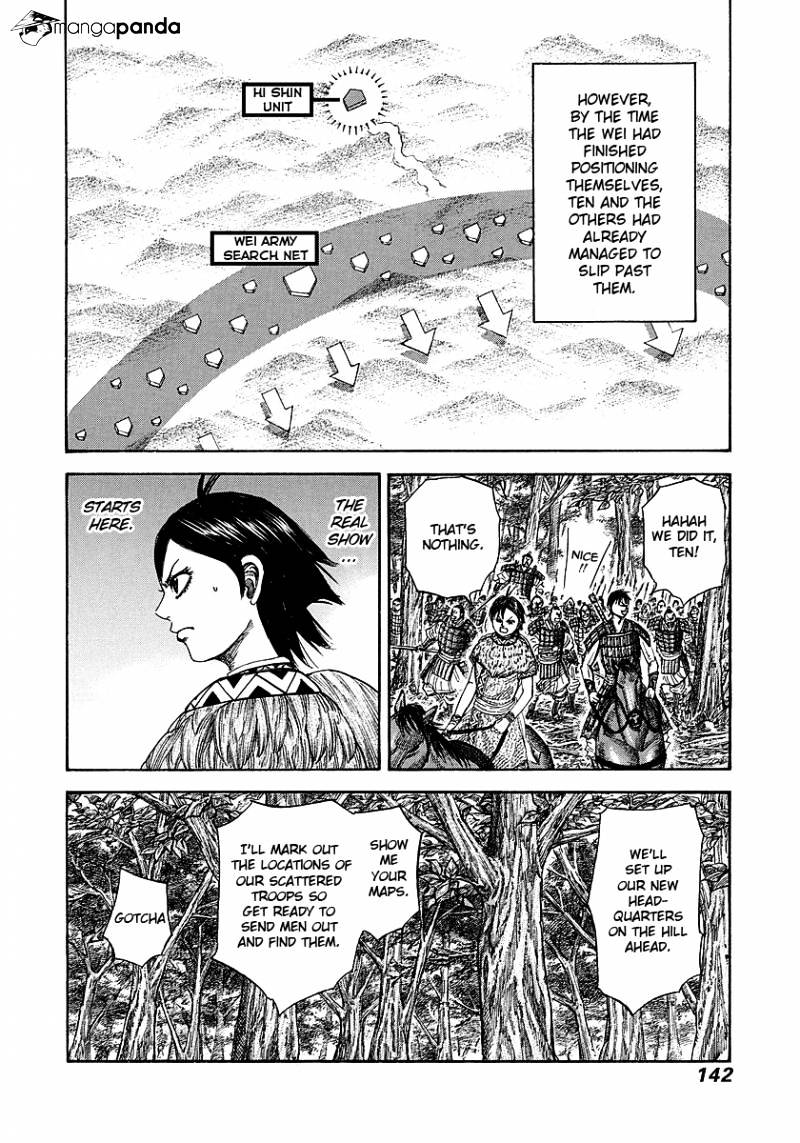 mangapanda
HOWEVER,
BY THE TIME
THE WEI HAD
FINISHED
POSITIONING
THEMSELVES,
TEN AND THE
OTHERS HAD
ALREADY
MANAGED TO
SLIP PAST
THEM.
HI SHIN
UNIT
WEI ARMY
SEARCH NET
HAHAH
WE DID IT,
TEN!
NICE
!!
THAT'S
NOTHING.
THE
REAL
SHOW
...
STARTS
HERE.
WE'LL
SET UP
OUR NEW
HEAD-
QUARTERS
ON THE HILL
AHEAD.
SHOW
ME
YOUR
MAPS.
I'LL MARK OUT
THE LOCATIONS OF
OUR SCATTERED
TROOPS SO
GET READY TO
SEND MEN OUT
AND FIND THEM.
GOTCHA
142